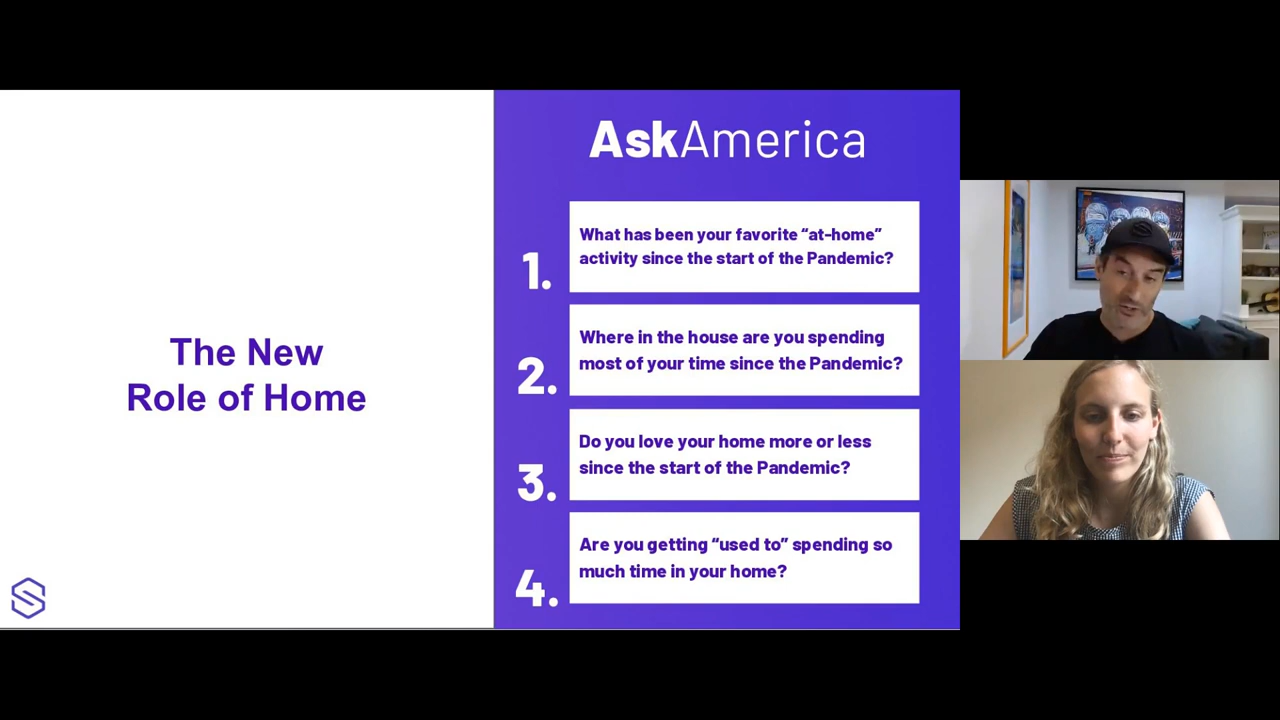 The New
Role of Home
AskAmerica
1.
What has been your favorite “at-home”
activity since the start of the Pandemic?
2.
Where in the house are you spending
most of your time since the Pandemic?
3.
Do you love your home more or less
since the start of the Pandemic?
4.
Are you getting “used to” spending so
much time in your home?